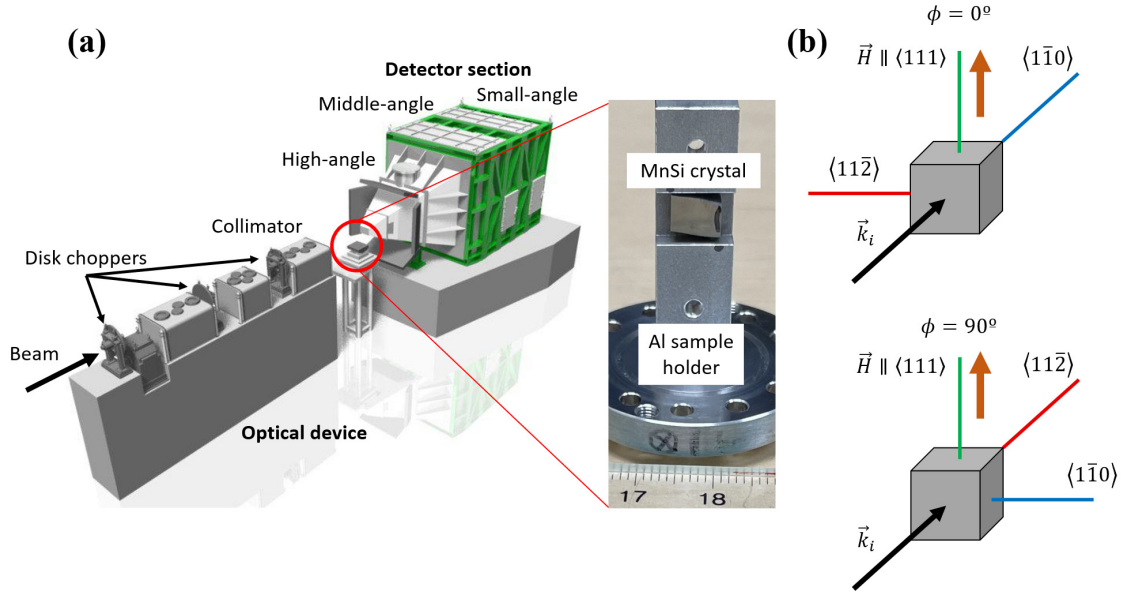 (a)
Detector section
Middle-angle
Small-angle
High-angle
Collimator
Disk choppers
Beam
Optical device
MnSi crystal
Al sample
holder
17 18
(b)
ϕ = 0º
H⃗ ∥ ⟨111⟩
⟨11̅0⟩
⟨112̅⟩
k⃗ᵢ
ϕ = 90º
H⃗ ∥ ⟨111⟩
⟨112̅⟩
⟨11̅0⟩
k⃗ᵢ